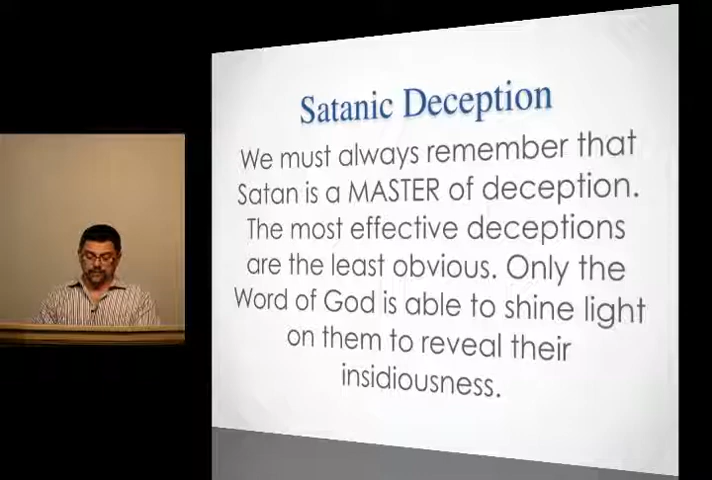 Satanic Deception
We must always remember that
Satan is a MASTER of deception.
The most effective deceptions
are the least obvious. Only the
Word of God is able to shine light
on them to reveal their
insidiousness.